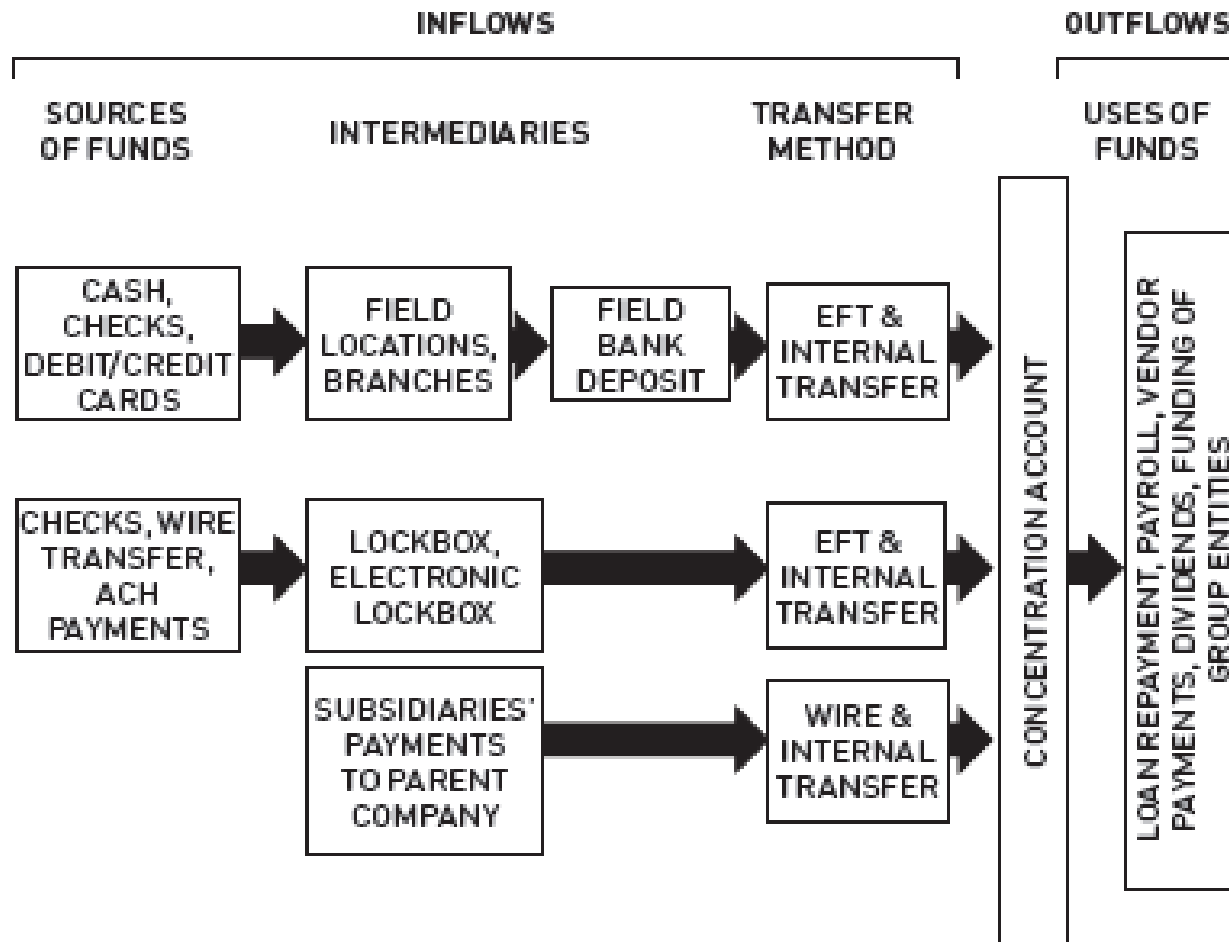 INFLOWS
OUTFLOWS
SOURCES
OF FUNDS
INTERMEDIARIES
TRANSFER
METHOD
USES OF
FUNDS
CASH,
CHECKS,
DEBIT/CREDIT
CARDS
FIELD
LOCATIONS,
BRANCHES
FIELD
BANK
DEPOSIT
EFT &
INTERNAL
TRANSFER
CHECKS, WIRE
TRANSFER,
ACH
PAYMENTS
LOCKBOX,
ELECTRONIC
LOCKBOX
EFT &
INTERNAL
TRANSFER
SUBSIDIARIES'
PAYMENTS
TO PARENT
COMPANY
WIRE &
INTERNAL
TRANSFER
CONCENTRATION ACCOUNT
LOAN REPAYMENT, PAYROLL, VENDOR
PAYMENTS, DIVIDENDS, FUNDING OF
GROUP ENTITIES